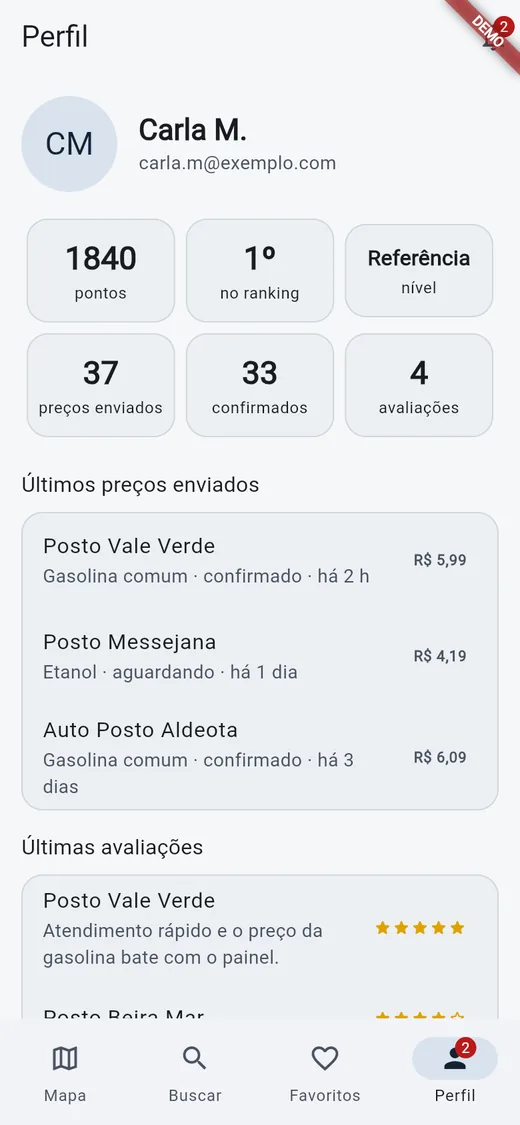 Perfil
DEMO
2
CM
Carla M.
carla.m@exemplo.com
1840
pontos
1º
no ranking
Referência
nível
37
preços enviados
33
confirmados
4
avaliações
Últimos preços enviados
Posto Vale Verde
Gasolina comum · confirmado · há 2 h
R$ 5,99
Posto Messejana
Etanol · aguardando · há 1 dia
R$ 4,19
Auto Posto Aldeota
Gasolina comum · confirmado · há 3
dias
R$ 6,09
Últimas avaliações
Posto Vale Verde
Atendimento rápido e o preço da
gasolina bate com o painel.
Posto Beira Mar
2
Mapa
Buscar
Favoritos
Perfil